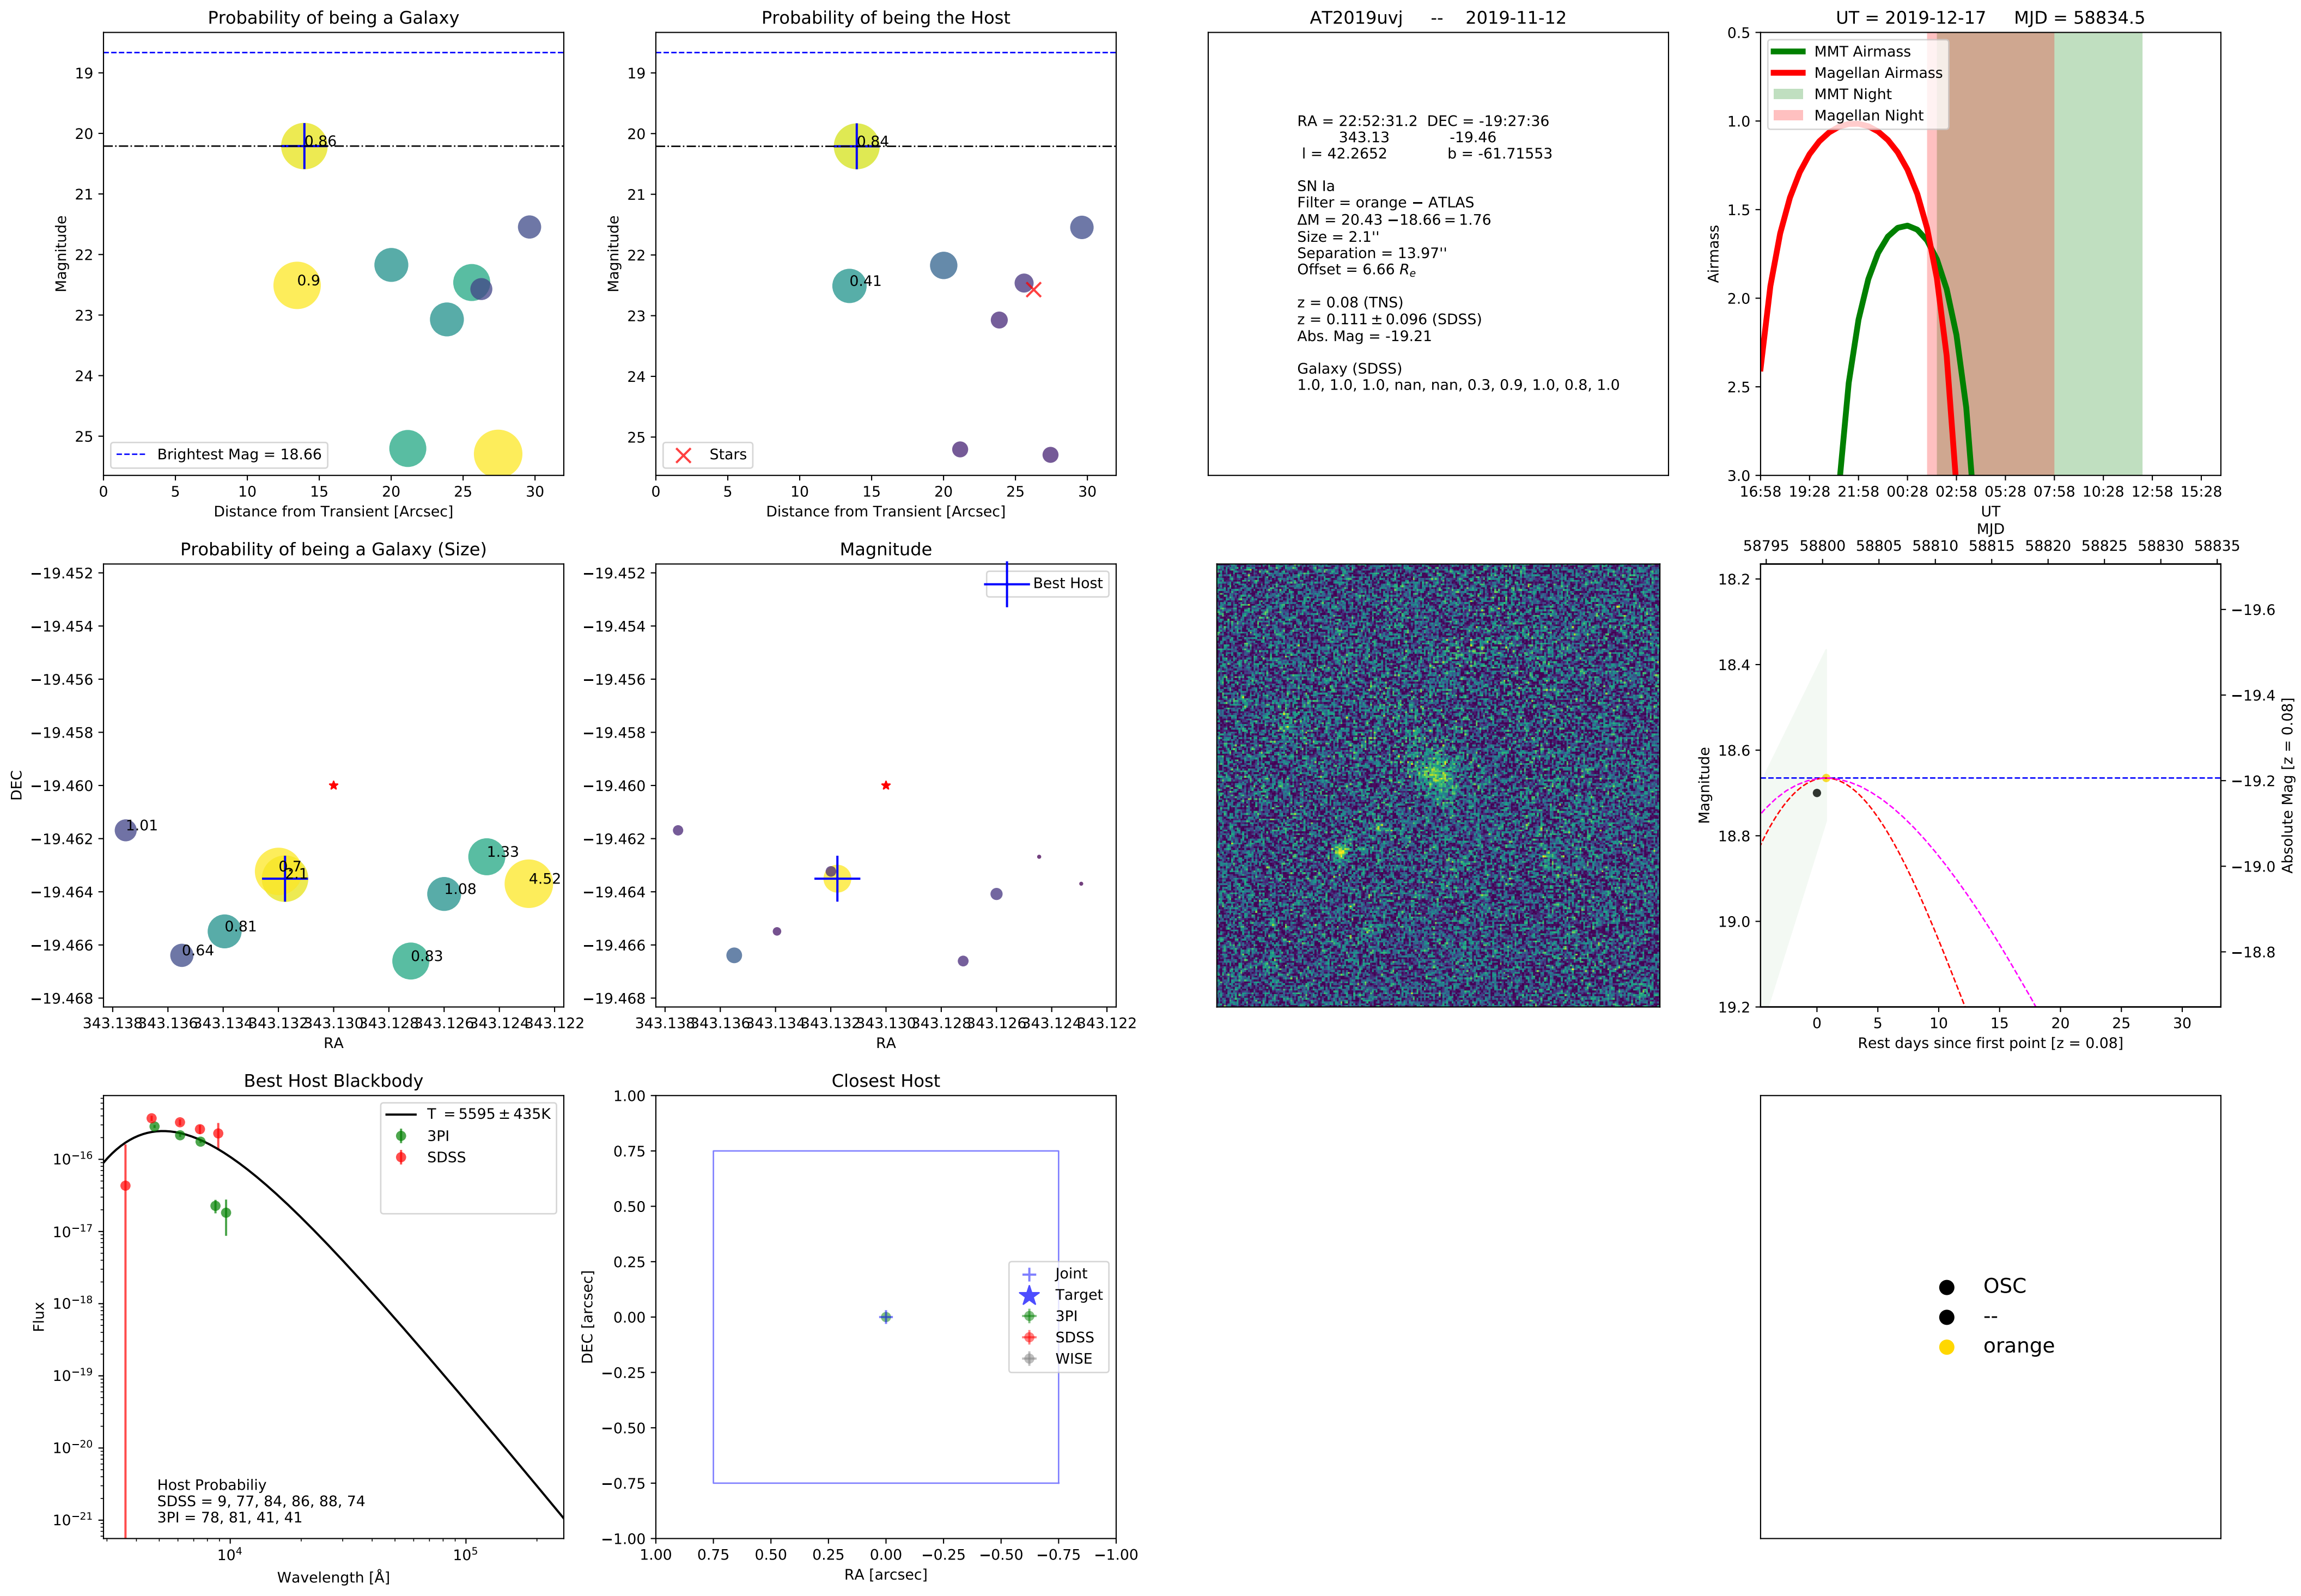 Probability of being a Galaxy
19
20
21
22
23
24
25
Magnitude
0.86
0.9
Brightest Mag = 18.66
0
5
10
15
20
25
30
Distance from Transient [Arcsec]
Probability of being the Host
19
20
21
22
23
24
25
Magnitude
0.84
0.41
Stars
0
5
10
15
20
25
30
Distance from Transient [Arcsec]
AT2019uvj -- 2019-11-12
RA = 22:52:31.2 DEC = -19:27:36
343.13 -19.46
l = 42.2652 b = -61.71553
SN Ia
Filter = orange − ATLAS
ΔM = 20.43 −18.66 = 1.76
Size = 2.1''
Separation = 13.97''
Offset = 6.66 Re
z = 0.08 (TNS)
z = 0.111 ± 0.096 (SDSS)
Abs. Mag = -19.21
Galaxy (SDSS)
1.0, 1.0, 1.0, nan, nan, 0.3, 0.9, 1.0, 0.8, 1.0
UT = 2019-12-17 MJD = 58834.5
MMT Airmass
Magellan Airmass
MMT Night
Magellan Night
0.5
1.0
1.5
2.0
2.5
3.0
Airmass
16:58
19:28
21:58
00:28
02:58
05:28
07:58
10:28
12:58
15:28
UT
Probability of being a Galaxy (Size)
−19.452
−19.454
−19.456
−19.458
−19.460
−19.462
−19.464
−19.466
−19.468
DEC
1.01
0.7
2.1
1.33
4.52
1.08
0.81
0.64
0.83
343.138
343.136
343.134
343.132
343.130
343.128
343.126
343.124
343.122
RA
Magnitude
Best Host
−19.452
−19.454
−19.456
−19.458
−19.460
−19.462
−19.464
−19.466
−19.468
343.138
343.136
343.134
343.132
343.130
343.128
343.126
343.124
343.122
RA
MJD
58795
58800
58805
58810
58815
58820
58825
58830
58835
18.2
18.4
18.6
18.8
19.0
19.2
Magnitude
−19.6
−19.4
−19.2
−19.0
−18.8
Absolute Mag [z = 0.08]
0
5
10
15
20
25
30
Rest days since first point [z = 0.08]
Best Host Blackbody
T = 5595 ± 435K
3PI
SDSS
10−16
10−17
10−18
10−19
10−20
10−21
Flux
Host Probabiliy
SDSS = 9, 77, 84, 86, 88, 74
3PI = 78, 81, 41, 41
104
105
Wavelength [Å]
Closest Host
1.00
0.75
0.50
0.25
0.00
−0.25
−0.50
−0.75
−1.00
DEC [arcsec]
Joint
Target
3PI
SDSS
WISE
1.00
0.75
0.50
0.25
0.00
−0.25
−0.50
−0.75
−1.00
RA [arcsec]
OSC
--
orange